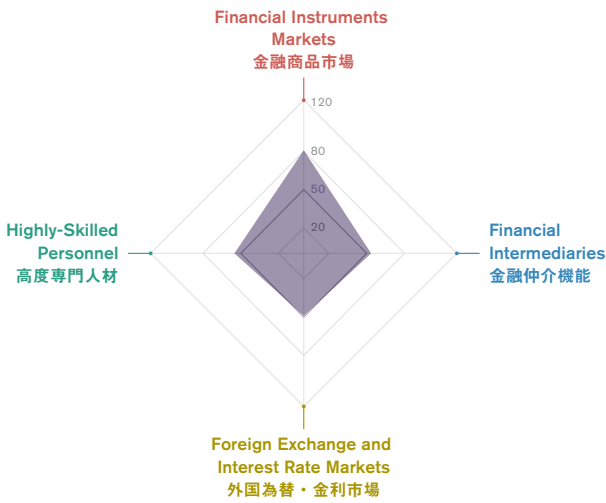 Financial Instruments
Markets
金融商品市場
120
80
50
20
Highly-Skilled
Personnel
高度専門人材
Financial
Intermediaries
金融仲介機能
Foreign Exchange and
Interest Rate Markets
外国為替・金利市場